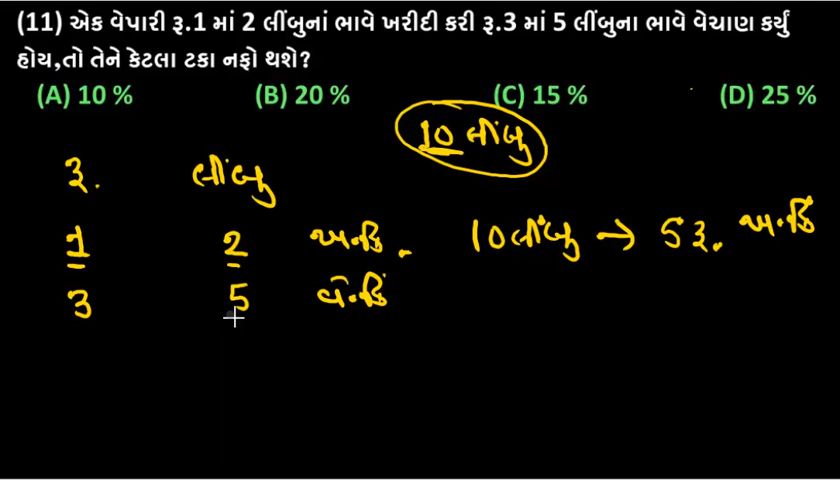 (11) એક વેપારી રૂ.1 માં 2 લીંબુનાં ભાવે ખરીદી કરી રૂ.3 માં 5 લીંબુના ભાવે વેચાણ કર્યું
હોય,તો તેને કેટલા ટકા નફો થશે?
(A) 10 % (B) 20 % (C) 15 % (D) 25 %
10 લીંબુ
રૂ. લીંબુ
1 2 અ.કિં. 10 લીંબુ → 5 રૂ. અ.કિં
3 5 વે.કિં